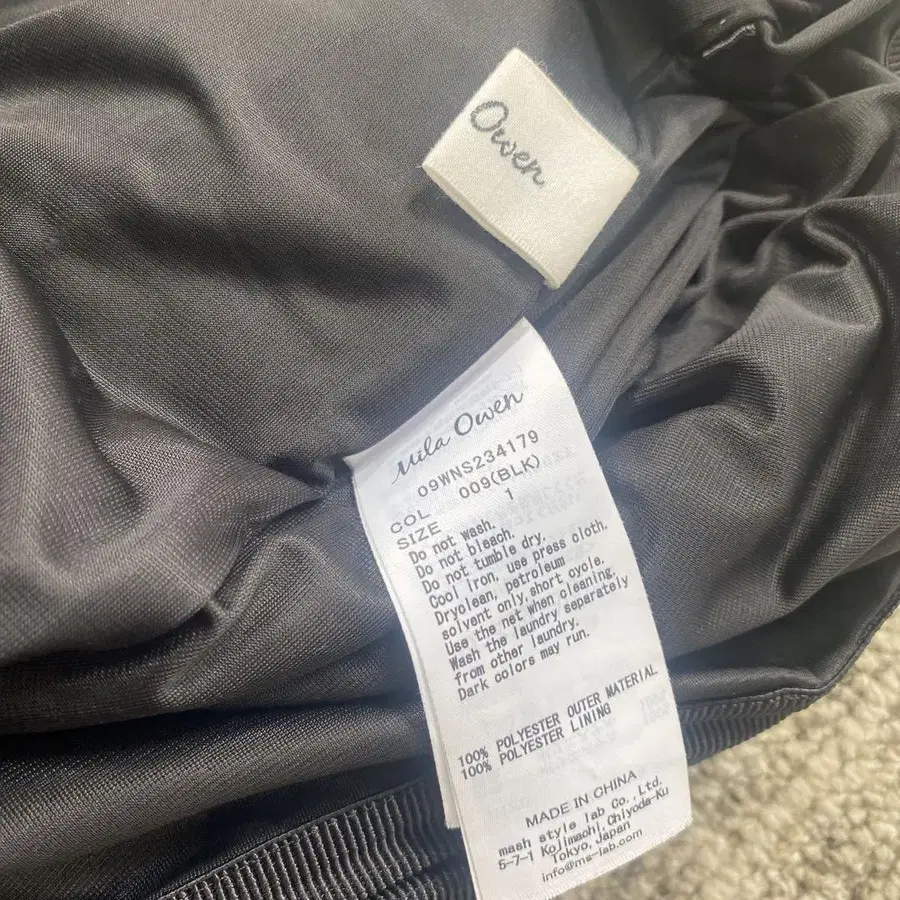 Owen
Mila Owen
09WNS234179
COL 009(BLK)
SIZE 1
Do not wash.
Do not bleach.
Do not tumble dry.
Cool iron, use press cloth.
Dryclean, petroleum
solvent only,short cycle.
Use the net when cleaning.
Wash the laundry separately
from other laundry.
Dark colors may run.
100% POLYESTER OUTER MATERIAL
100% POLYESTER LINING
MADE IN CHINA
mash style lab Co.,Ltd.
5-7-1 Kojimachi,Chiyoda-Ku
Tokyo,Japan
info@ms-lab.com